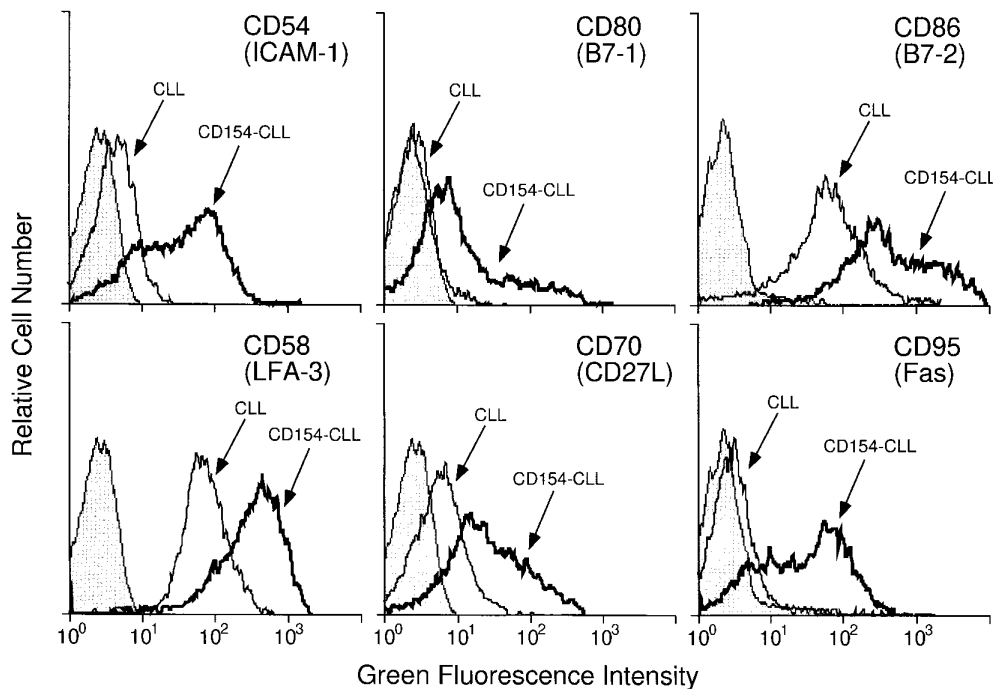 CD54
(ICAM-1)
CLL
CD154-CLL
CD80
(B7-1)
CLL
CD154-CLL
CD86
(B7-2)
CLL
CD154-CLL
CD58
(LFA-3)
CLL
CD154-CLL
CD70
(CD27L)
CLL
CD154-CLL
CD95
(Fas)
CLL
CD154-CLL
Relative Cell Number
10⁰ 10¹ 10² 10³
10⁰ 10¹ 10² 10³
10⁰ 10¹ 10² 10³
Green Fluorescence Intensity